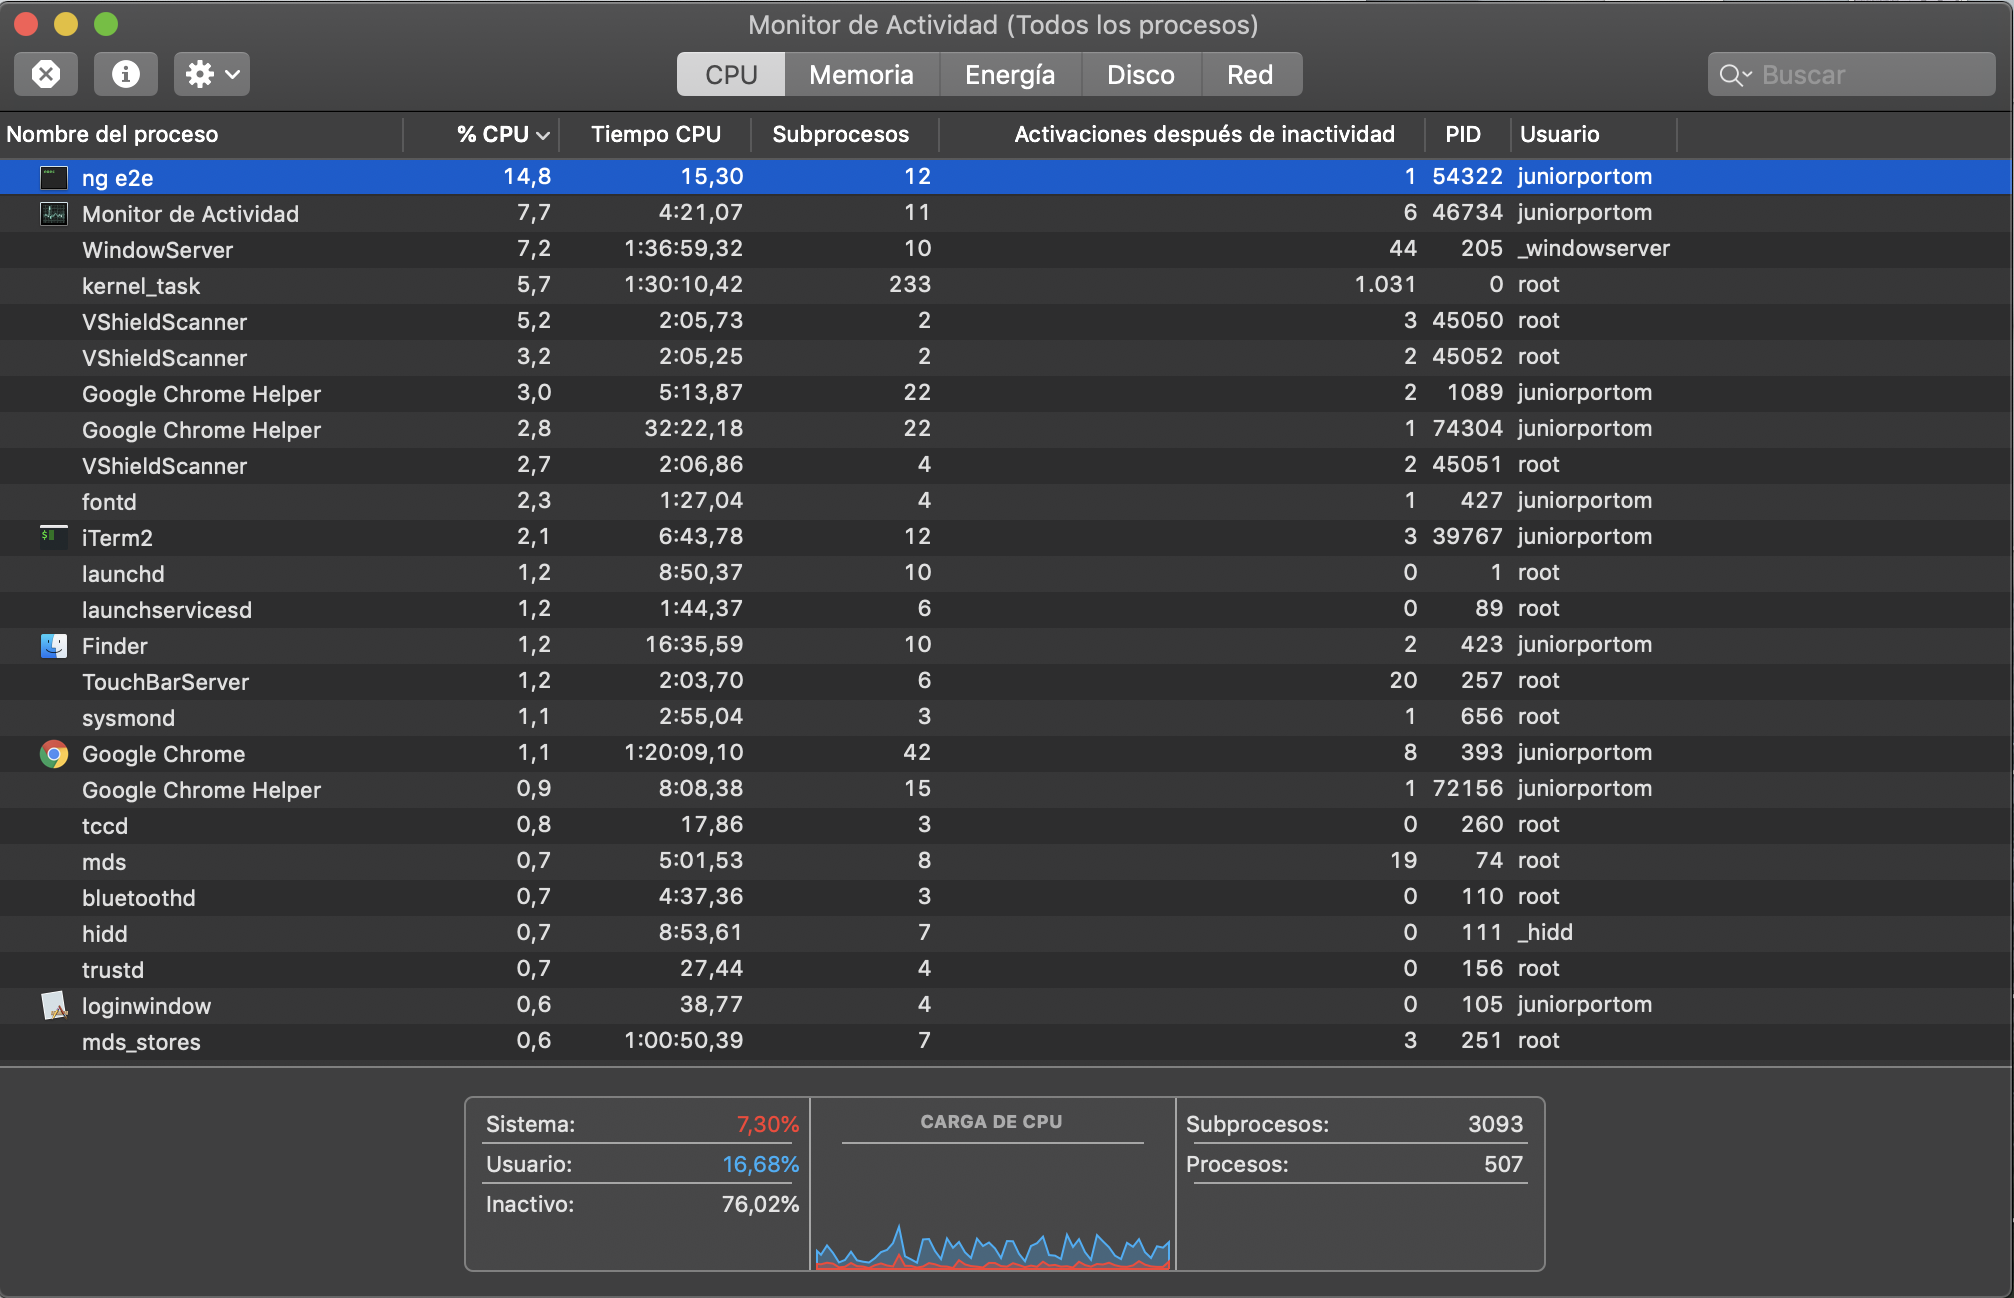 Monitor de Actividad (Todos los procesos)
CPU Memoria Energía Disco Red Buscar
Nombre del proceso % CPU Tiempo CPU Subprocesos Activaciones después de inactividad PID Usuario
ng e2e 14,8 15,30 12 1 54322 juniorportom
Monitor de Actividad 7,7 4:21,07 11 6 46734 juniorportom
WindowServer 7,2 1:36:59,32 10 44 205 _windowserver
kernel_task 5,7 1:30:10,42 233 1.031 0 root
VShieldScanner 5,2 2:05,73 2 3 45050 root
VShieldScanner 3,2 2:05,25 2 2 45052 root
Google Chrome Helper 3,0 5:13,87 22 2 1089 juniorportom
Google Chrome Helper 2,8 32:22,18 22 1 74304 juniorportom
VShieldScanner 2,7 2:06,86 4 2 45051 root
fontd 2,3 1:27,04 4 1 427 juniorportom
iTerm2 2,1 6:43,78 12 3 39767 juniorportom
launchd 1,2 8:50,37 10 0 1 root
launchservicesd 1,2 1:44,37 6 0 89 root
Finder 1,2 16:35,59 10 2 423 juniorportom
TouchBarServer 1,2 2:03,70 6 20 257 root
sysmond 1,1 2:55,04 3 1 656 root
Google Chrome 1,1 1:20:09,10 42 8 393 juniorportom
Google Chrome Helper 0,9 8:08,38 15 1 72156 juniorportom
tccd 0,8 17,86 3 0 260 root
mds 0,7 5:01,53 8 19 74 root
bluetoothd 0,7 4:37,36 3 0 110 root
hidd 0,7 8:53,61 7 0 111 _hidd
trustd 0,7 27,44 4 0 156 root
loginwindow 0,6 38,77 4 0 105 juniorportom
mds_stores 0,6 1:00:50,39 7 3 251 root
Sistema: 7,30% CARGA DE CPU Subprocesos: 3093
Usuario: 16,68% Procesos: 507
Inactivo: 76,02%